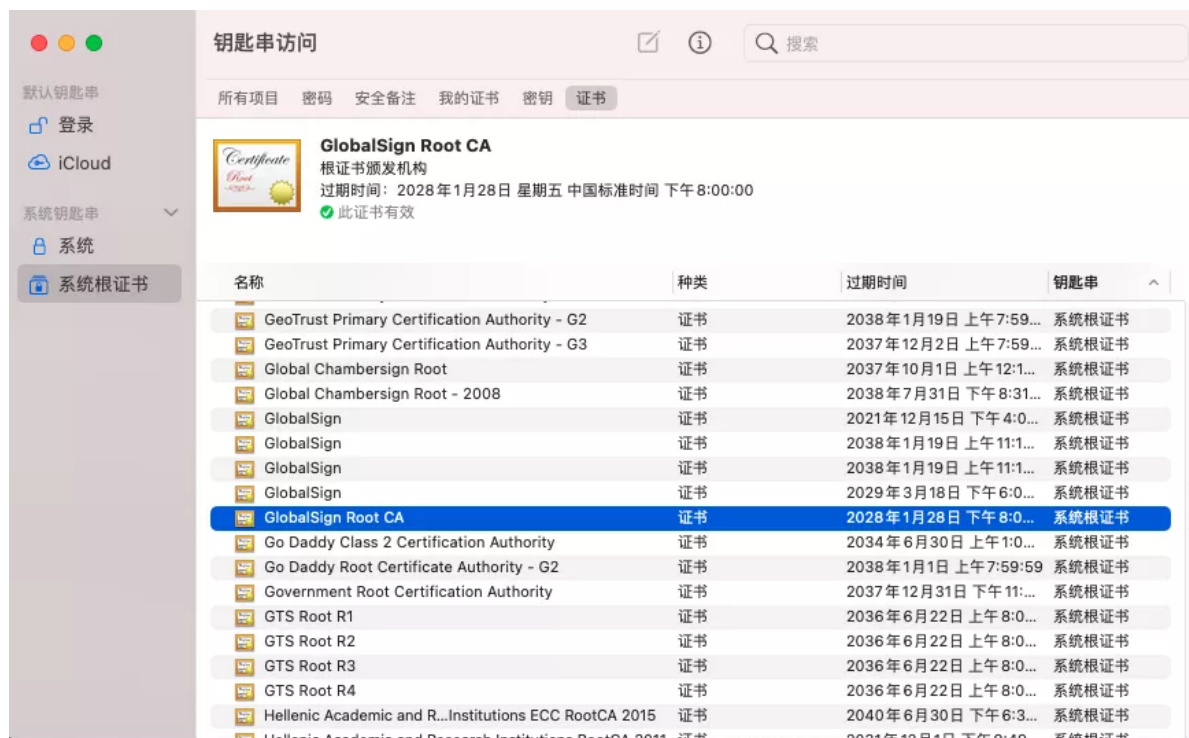 钥匙串访问
搜索
默认钥匙串
登录
iCloud
系统钥匙串
系统
系统根证书
所有项目 密码 安全备注 我的证书 密钥 证书
Certificate
Root
GlobalSign Root CA
根证书颁发机构
过期时间：2028年1月28日 星期五 中国标准时间 下午8:00:00
此证书有效
名称 种类 过期时间 钥匙串
GeoTrust Primary Certification Authority - G2 证书 2038年1月19日 上午7:59... 系统根证书
GeoTrust Primary Certification Authority - G3 证书 2037年12月2日 上午7:59... 系统根证书
Global Chambersign Root 证书 2037年10月1日 上午12:1... 系统根证书
Global Chambersign Root - 2008 证书 2038年7月31日 下午8:31... 系统根证书
GlobalSign 证书 2021年12月15日 下午4:0... 系统根证书
GlobalSign 证书 2038年1月19日 上午11:1... 系统根证书
GlobalSign 证书 2038年1月19日 上午11:1... 系统根证书
GlobalSign 证书 2029年3月18日 下午6:0... 系统根证书
GlobalSign Root CA 证书 2028年1月28日 下午8:0... 系统根证书
Go Daddy Class 2 Certification Authority 证书 2034年6月30日 上午1:0... 系统根证书
Go Daddy Root Certificate Authority - G2 证书 2038年1月1日 上午7:59:59 系统根证书
Government Root Certification Authority 证书 2037年12月31日 下午11:... 系统根证书
GTS Root R1 证书 2036年6月22日 上午8:0... 系统根证书
GTS Root R2 证书 2036年6月22日 上午8:0... 系统根证书
GTS Root R3 证书 2036年6月22日 上午8:0... 系统根证书
GTS Root R4 证书 2036年6月22日 上午8:0... 系统根证书
Hellenic Academic and R...Institutions ECC RootCA 2015 证书 2040年6月30日 下午6:3... 系统根证书